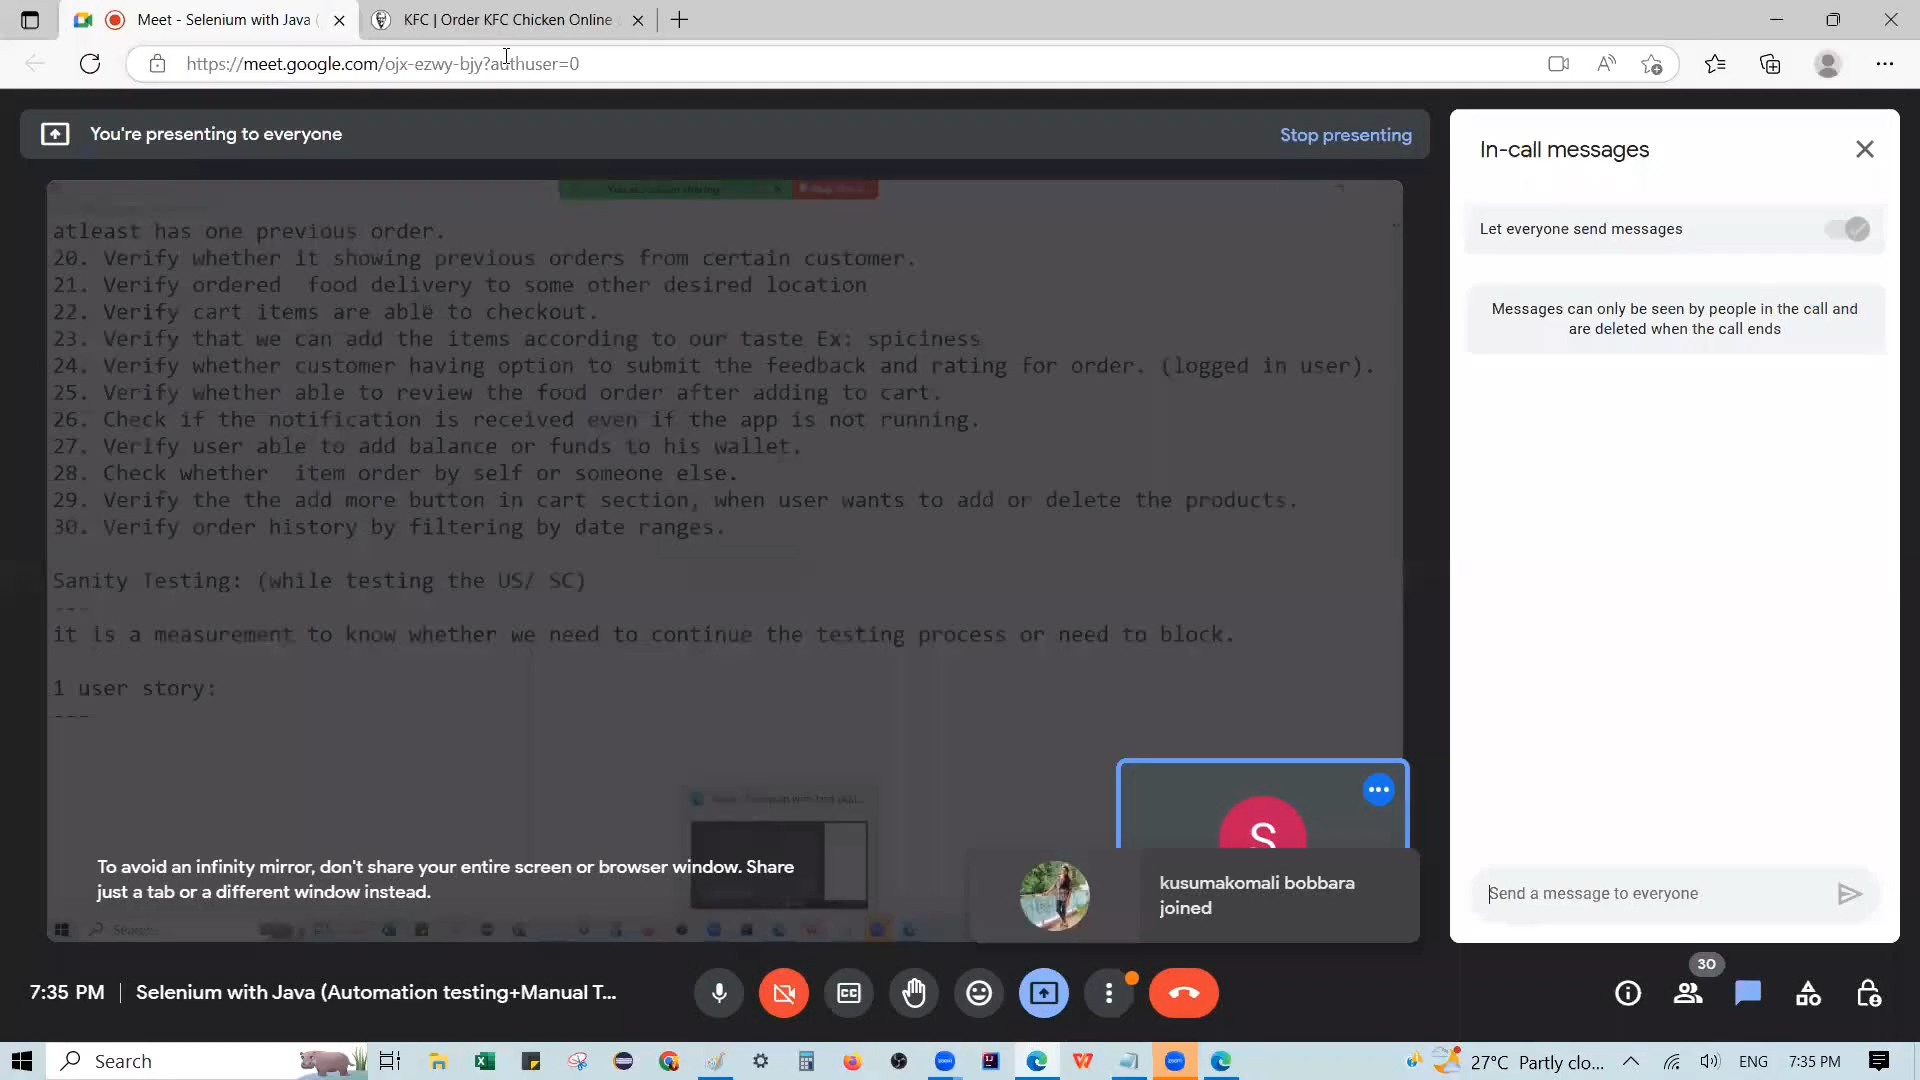 Meet - Selenium with Java (
KFC | Order KFC Chicken Online
https://meet.google.com/ojx-ezwy-bjy?authuser=0
You're presenting to everyone
Stop presenting
atleast has one previous order.
20. Verify whether it showing previous orders from certain customer.
21. Verify ordered  food delivery to some other desired location
22. Verify cart items are able to checkout.
23. Verify that we can add the items according to our taste Ex: spiciness
24. Verify whether customer having option to submit the feedback and rating for order. (logged in user).
25. Verify whether able to review the food order after adding to cart.
26. Check if the notification is received even if the app is not running.
27. Verify user able to add balance or funds to his wallet.
28. Check whether  item order by self or someone else.
29. Verify the the add more button in cart section, when user wants to add or delete the products.
30. Verify order history by filtering by date ranges.
Sanity Testing: (while testing the US/ SC)
---
it is a measurement to know whether we need to continue the testing process or need to block.
1 user story:
---
To avoid an infinity mirror, don't share your entire screen or browser window. Share
just a tab or a different window instead.
S
kusumakomali bobbara
joined
In-call messages
Let everyone send messages
Messages can only be seen by people in the call and
are deleted when the call ends
Send a message to everyone
7:35 PM | Selenium with Java (Automation testing+Manual T...
30
Search
27°C Partly clo...
ENG
7:35 PM